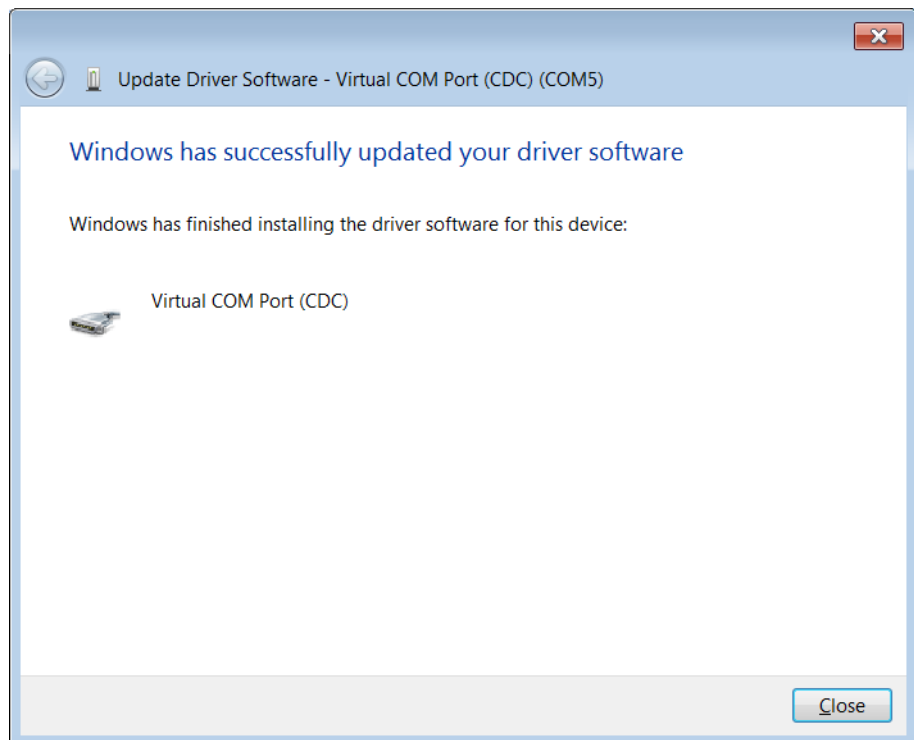 Update Driver Software - Virtual COM Port (CDC) (COM5)
Windows has successfully updated your driver software
Windows has finished installing the driver software for this device:
Virtual COM Port (CDC)
Close